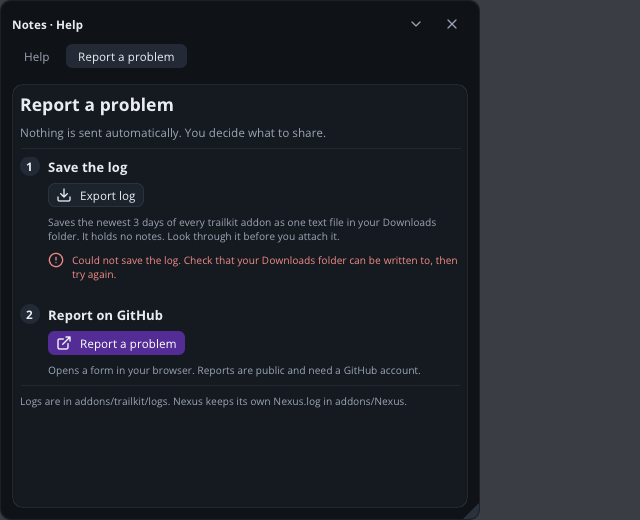 Notes · Help
Help
Report a problem
Report a problem
Nothing is sent automatically. You decide what to share.
1
Save the log
Export log
Saves the newest 3 days of every trailkit addon as one text file in your Downloads
folder. It holds no notes. Look through it before you attach it.
Could not save the log. Check that your Downloads folder can be written to, then
try again.
2
Report on GitHub
Report a problem
Opens a form in your browser. Reports are public and need a GitHub account.
Logs are in addons/trailkit/logs. Nexus keeps its own Nexus.log in addons/Nexus.